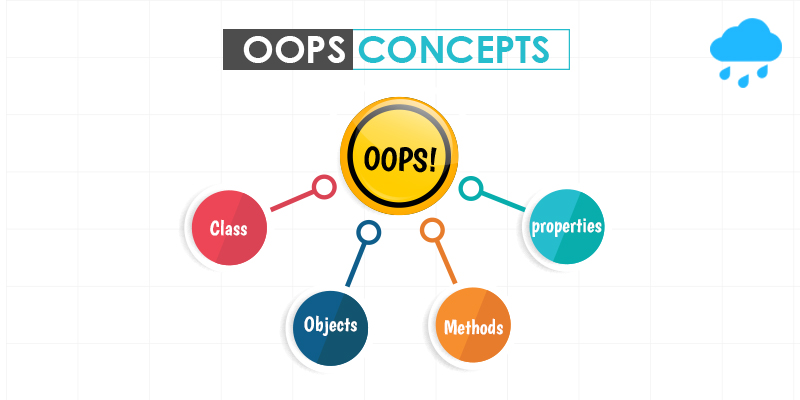 OOPS CONCEPTS
OOPS!
Class
properties
Objects
Methods